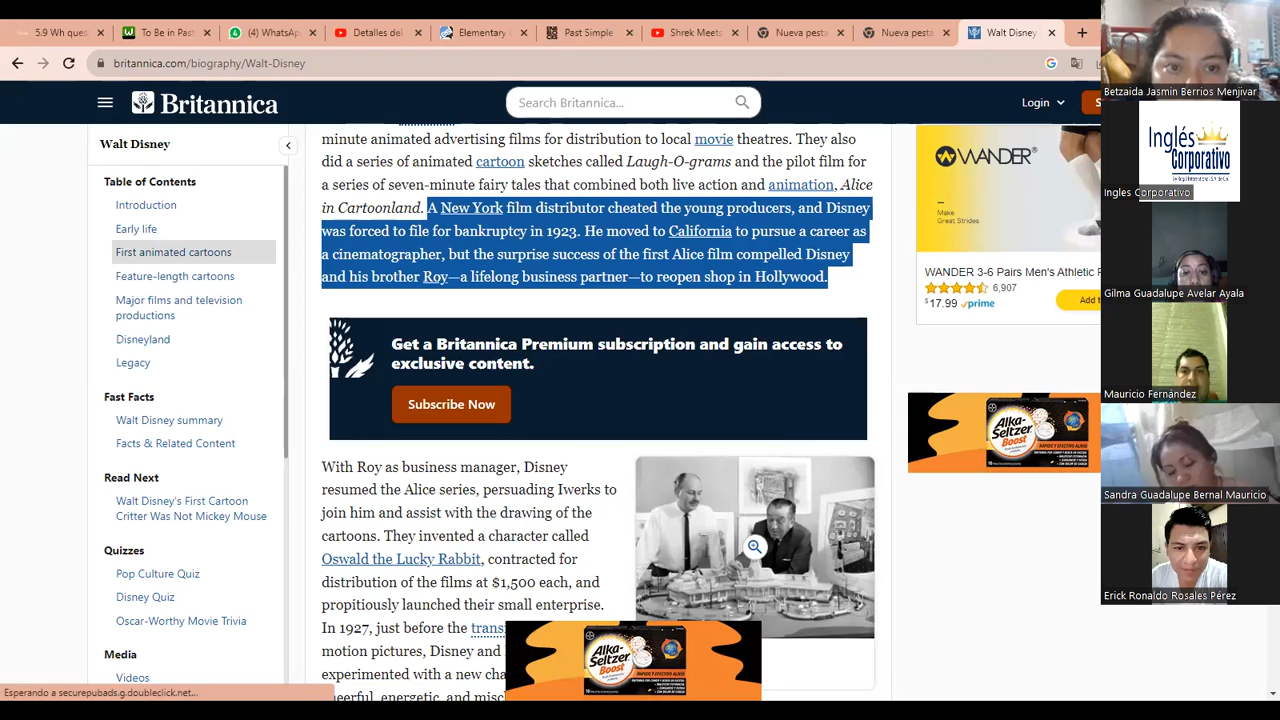 5.9 Wh ques
To Be in Past
(4) WhatsAp
Detalles del
Elementary
Past Simple
Shrek Meets
Nueva pesta
Nueva pesta
Walt Disney
britannica.com/biography/Walt-Disney
Britannica
Search Britannica...
Login
Walt Disney
Table of Contents
Introduction
Early life
First animated cartoons
Feature-length cartoons
Major films and television
productions
Disneyland
Legacy
Fast Facts
Walt Disney summary
Facts & Related Content
Read Next
Walt Disney's First Cartoon
Critter Was Not Mickey Mouse
Quizzes
Pop Culture Quiz
Disney Quiz
Oscar-Worthy Movie Trivia
Media
Videos
Esperando a securepubads.g.doubleclick.net...
minute animated advertising films for distribution to local movie theatres. They also
did a series of animated cartoon sketches called Laugh-O-grams and the pilot film for
a series of seven-minute fairy tales that combined both live action and animation, Alice
in Cartoonland. A New York film distributor cheated the young producers, and Disney
was forced to file for bankruptcy in 1923. He moved to California to pursue a career as
a cinematographer, but the surprise success of the first Alice film compelled Disney
and his brother Roy—a lifelong business partner—to reopen shop in Hollywood.
Get a Britannica Premium subscription and gain access to
exclusive content.
Subscribe Now
With Roy as business manager, Disney
resumed the Alice series, persuading Iwerks to
join him and assist with the drawing of the
cartoons. They invented a character called
Oswald the Lucky Rabbit, contracted for
distribution of the films at $1,500 each, and
propitiously launched their small enterprise.
In 1927, just before the trans
motion pictures, Disney and
experimented with a new cha
Alka-
Seltzer
Boost
WANDER
Make
Great Strides
WANDER 3-6 Pairs Men's Athletic
6,907
$17.99 prime
Add t
Alka-
Seltzer
Boost
RÁPIDO Y EFECTIVO ALIVIO
Betzaida Jasmin Berrios Menjivar
Inglés
Corporativo
Ingles Corporativo
Gilma Guadalupe Avelar Ayala
Mauricio Fernández
Sandra Guadalupe Bernal Mauricio
Erick Ronaldo Rosales Pérez